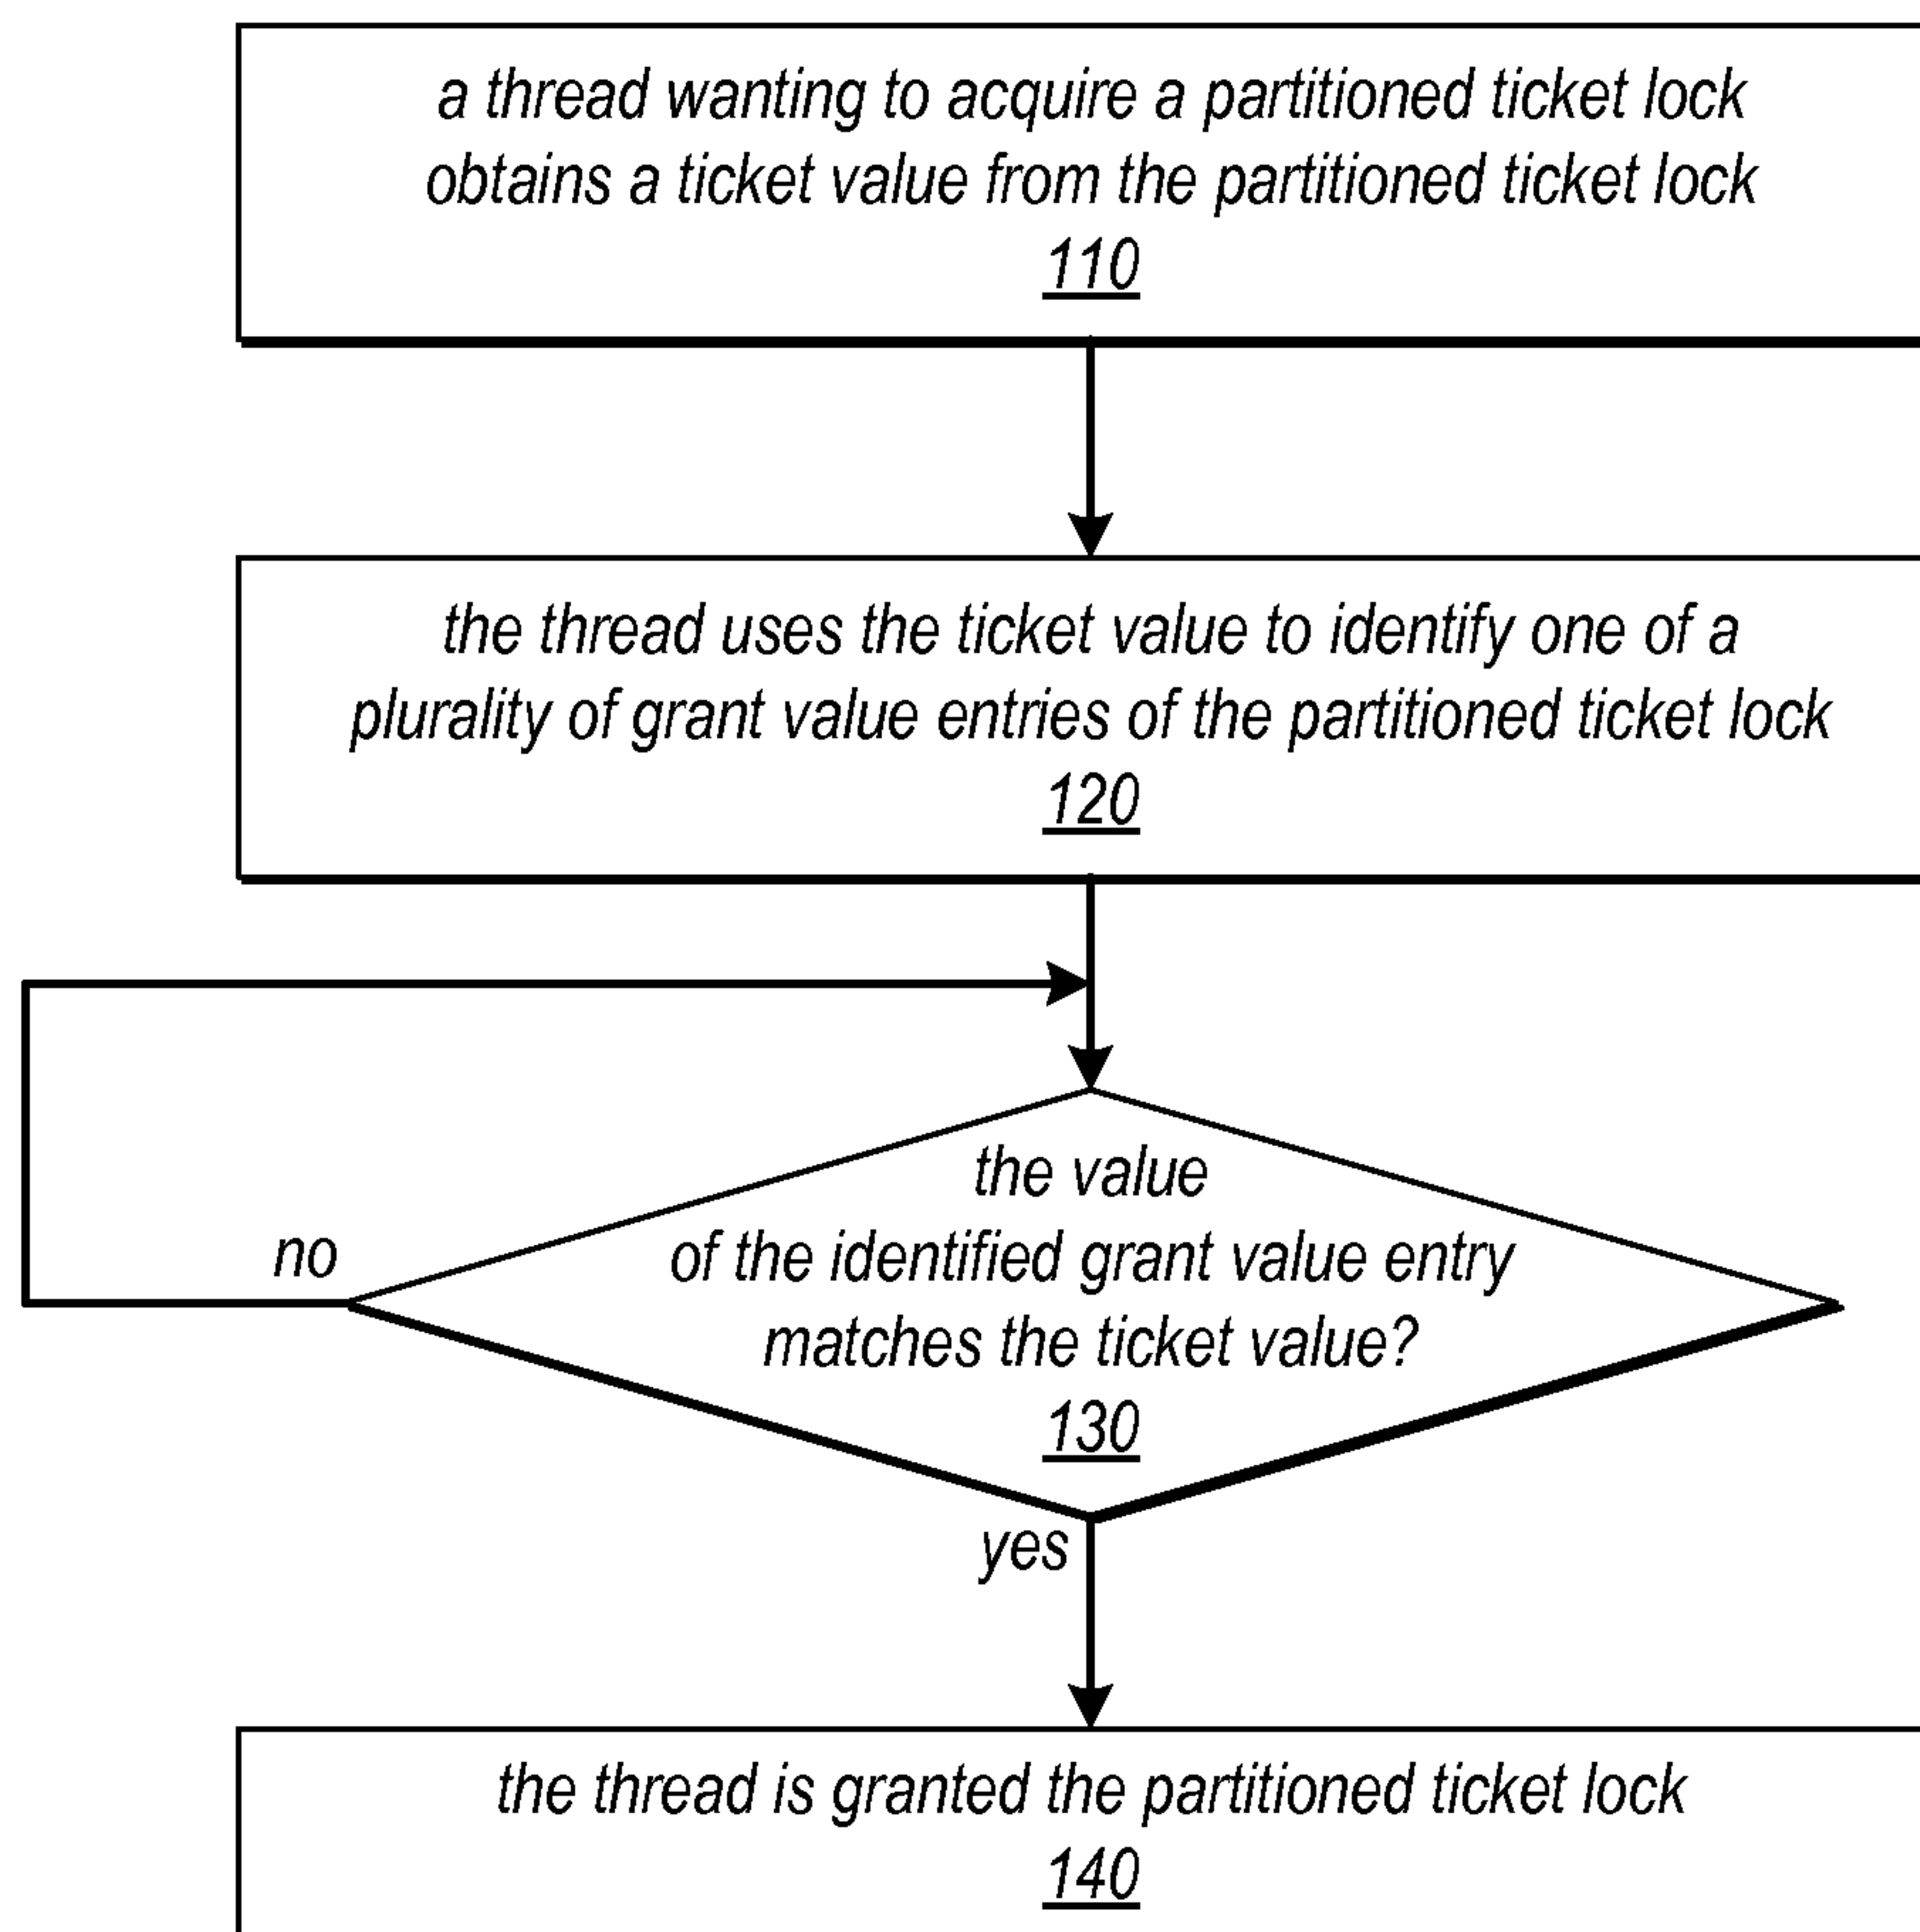 a thread wanting to acquire a partitioned ticket lock
obtains a ticket value from the partitioned ticket lock
110
the thread uses the ticket value to identify one of a
plurality of grant value entries of the partitioned ticket lock
120
the value
of the identified grant value entry
matches the ticket value?
130
no
yes
the thread is granted the partitioned ticket lock
140